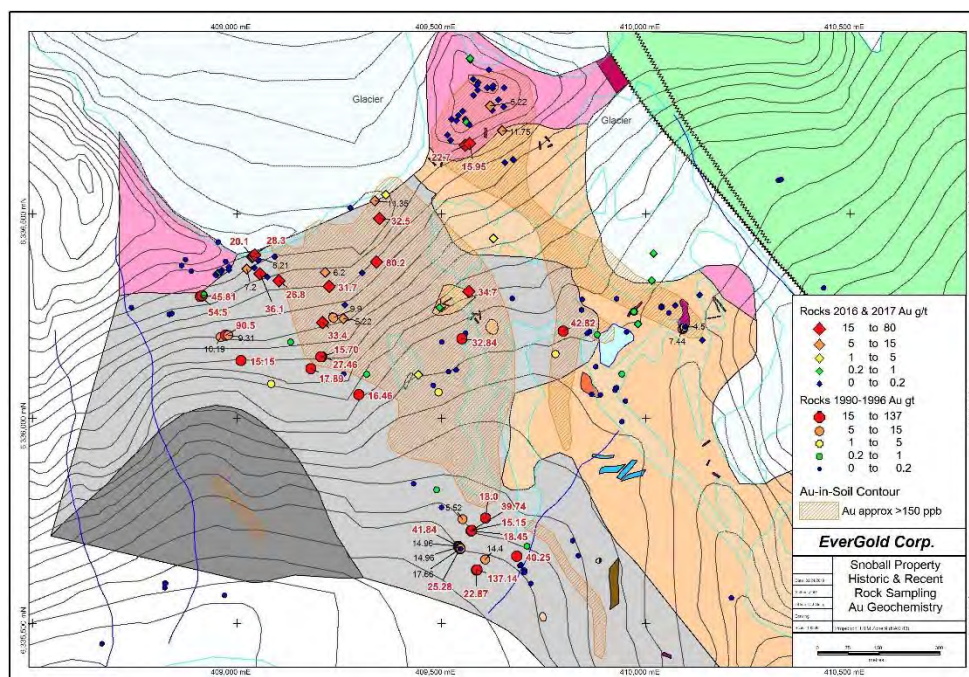 409,000 mE
409,500 mE
410,000 mE
410,500 mE
Glacier
Glacier
6.22
11.75
22.7
15.95
11.35
32.5
20.1
28.3
6.21
7.2
6.2
80.2
31.7
26.8
36.1
34.7
45.81
54.5
9.9
5.22
33.4
42.82
4.5
7.44
90.5
9.31
10.19
32.84
15.70
15.15
27.46
17.89
16.46
18.0
39.74
5.52
15.15
18.45
41.84
14.96
14.96
17.66
14.4
40.25
25.28
137.14
22.87
409,000 mE
409,500 mE
410,000 mE
410,500 mE
Rocks 2016 & 2017 Au g/t
15 to 80
5 to 15
1 to 5
0.2 to 1
0 to 0.2
Rocks 1990-1996 Au gt
15 to 137
5 to 15
1 to 5
0.2 to 1
0 to 0.2
Au-in-Soil Contour
Au approx >150 ppb
EverGold Corp.
Snoball Property
Historic & Recent
Rock Sampling
Au Geochemistry
metres